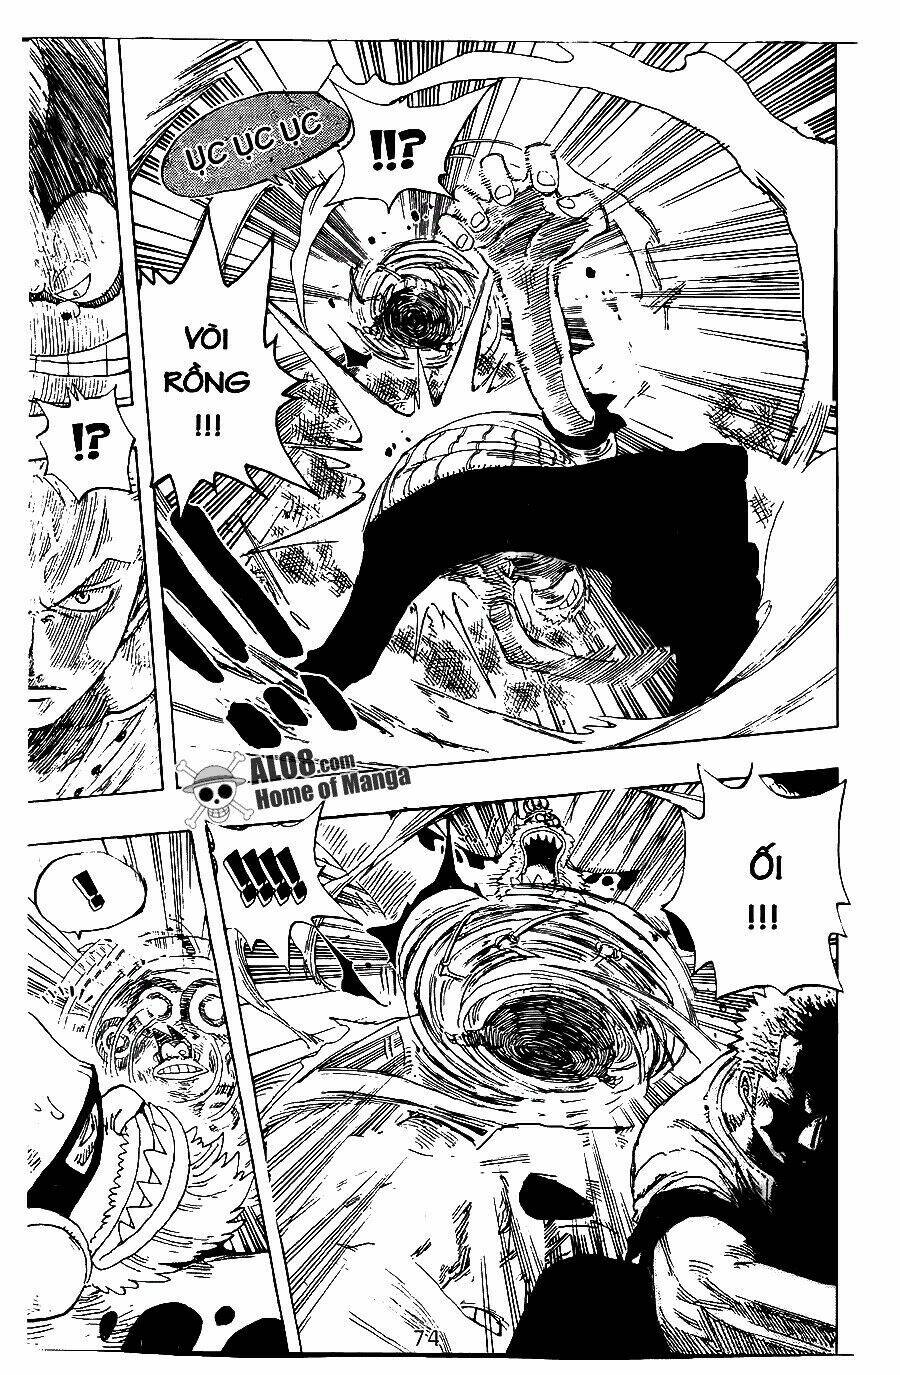 ỤC ỤC ỤC
!!?
VÒI
RỒNG
!!!
!?
ALO8.com
Home of Manga
ỐI
!!!
!!!!
!
74